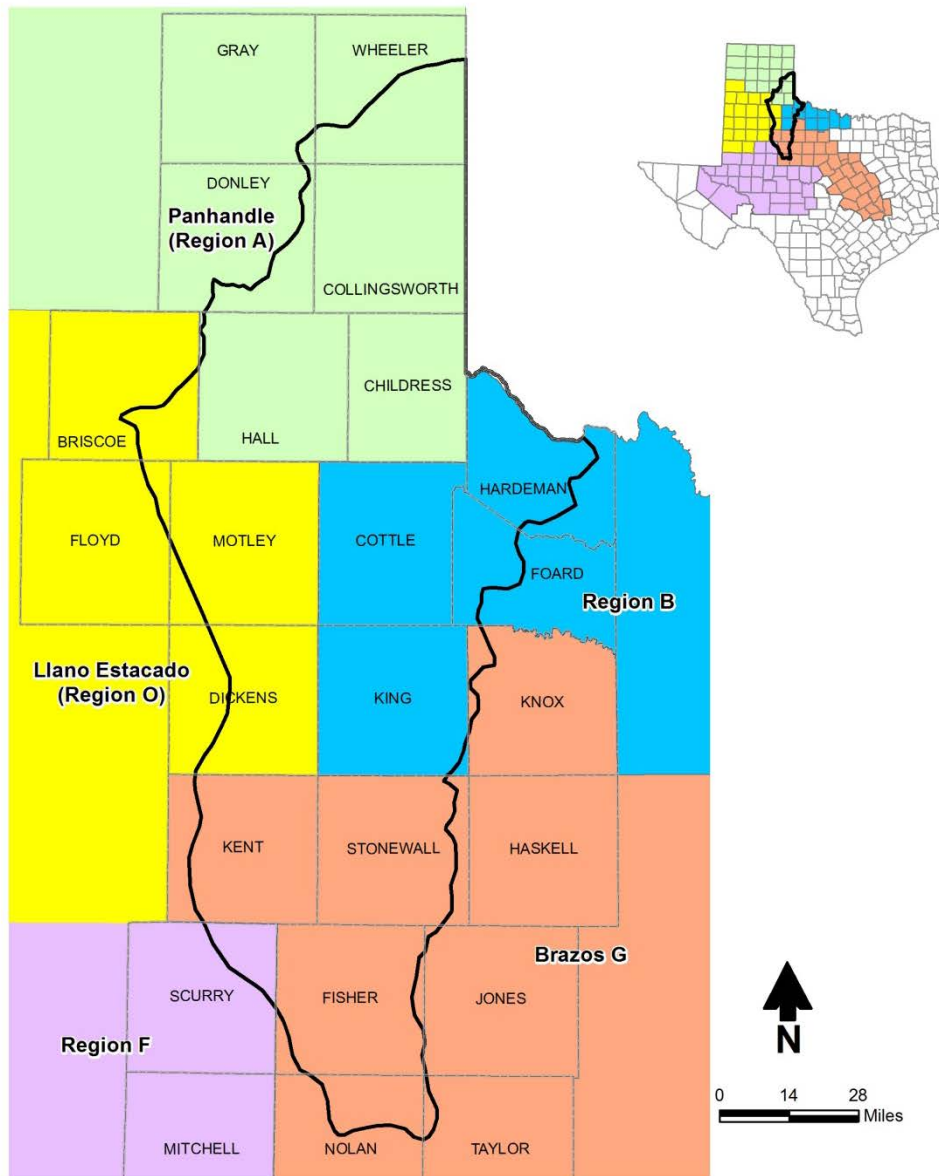 GRAY
WHEELER
DONLEY
Panhandle
(Region A)
COLLINGSWORTH
CHILDRESS
BRISCOE
HALL
HARDEMAN
FLOYD
MOTLEY
COTTLE
FOARD
Region B
Llano Estacado
(Region O)
DICKENS
KING
KNOX
KENT
STONEWALL
HASKELL
Brazos G
SCURRY
FISHER
JONES
Region F
N
0 14 28
Miles
MITCHELL
NOLAN
TAYLOR